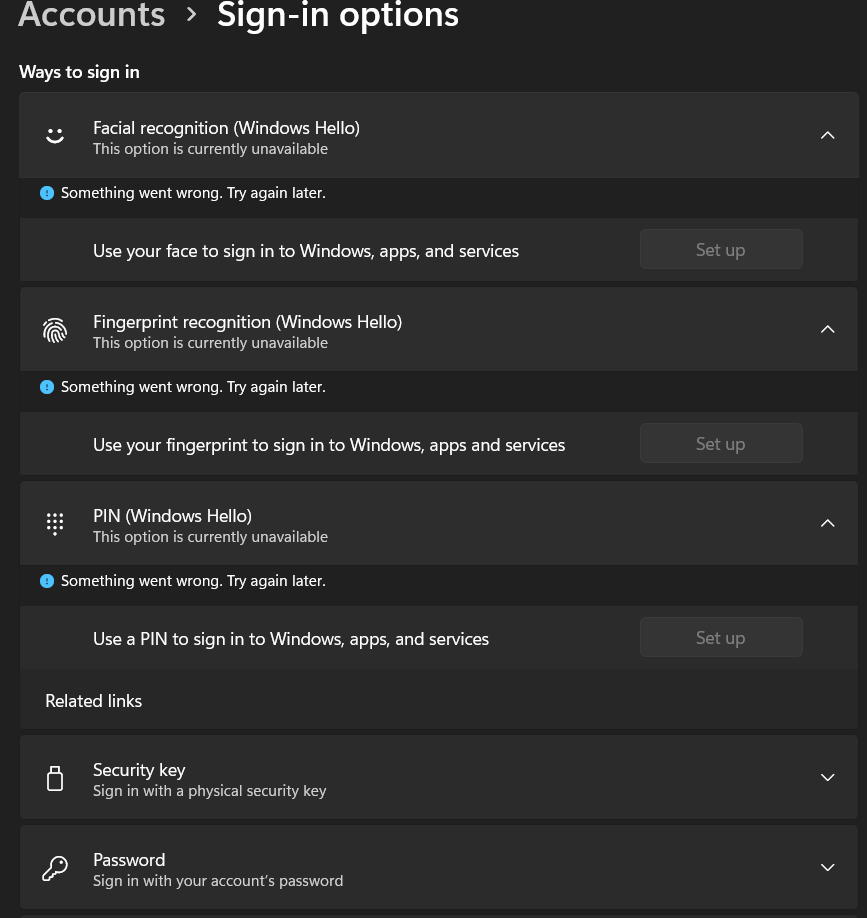 Accounts > Sign-in options
Ways to sign in
Facial recognition (Windows Hello)
This option is currently unavailable
Something went wrong. Try again later.
Use your face to sign in to Windows, apps, and services
Set up
Fingerprint recognition (Windows Hello)
This option is currently unavailable
Something went wrong. Try again later.
Use your fingerprint to sign in to Windows, apps and services
Set up
PIN (Windows Hello)
This option is currently unavailable
Something went wrong. Try again later.
Use a PIN to sign in to Windows, apps, and services
Set up
Related links
Security key
Sign in with a physical security key
Password
Sign in with your account’s password